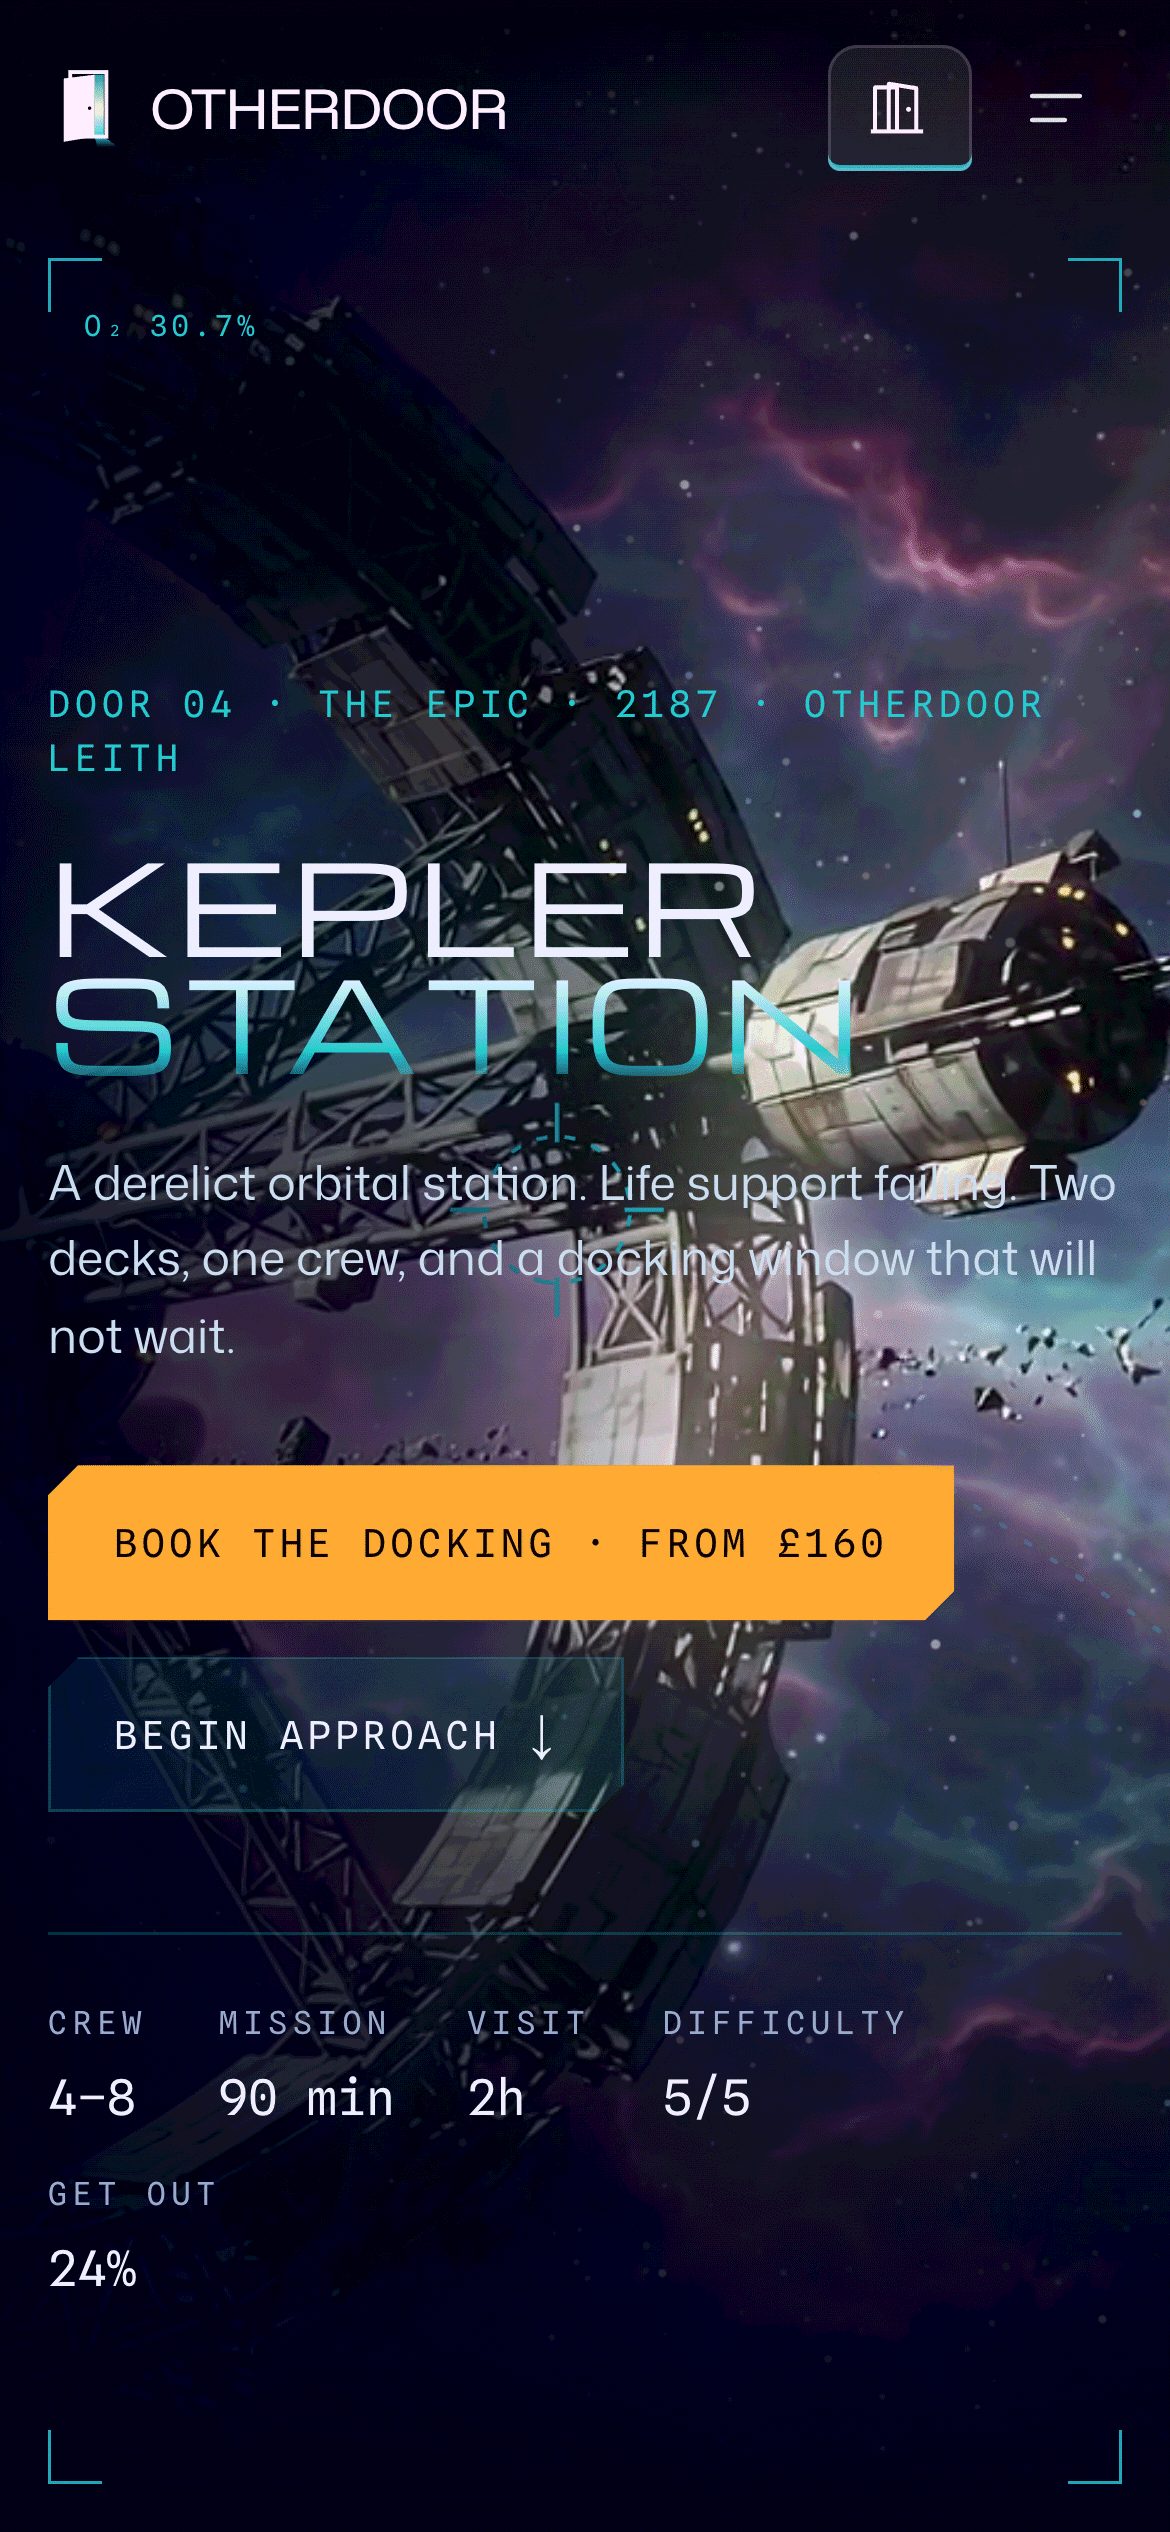 OTHERDOOR
O₂ 30.7%
DOOR 04 · THE EPIC · 2187 · OTHERDOOR
LEITH
KEPLER
STATION
A derelict orbital station. Life support failing. Two
decks, one crew, and a docking window that will
not wait.
BOOK THE DOCKING · FROM £160
BEGIN APPROACH ↓
CREW MISSION VISIT DIFFICULTY
4–8 90 min 2h 5/5
GET OUT
24%